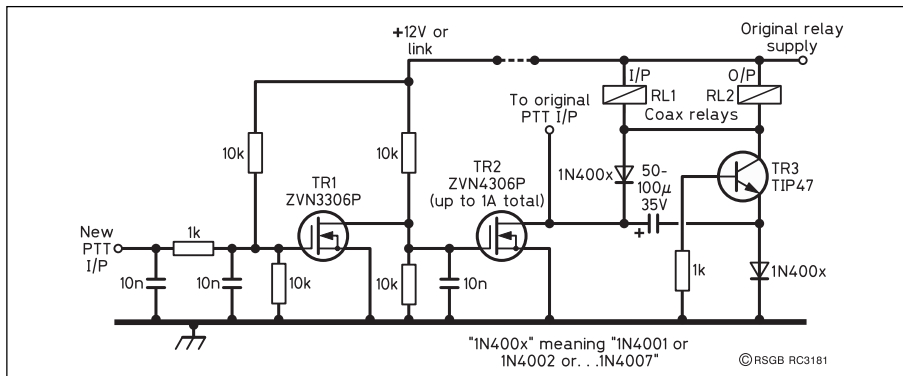 +12V or
link
Original relay
supply
I/P
O/P
RL1
RL2
Coax relays
To original
PTT I/P
10k
10k
TR1
ZVN3306P
TR2
ZVN4306P
(up to 1A total)
1N400x
50-
100μ
35V
+
TR3
TIP47
New
PTT
I/P
1k
10n
10n
10k
10k
10n
1k
1N400x
"1N400x" meaning "1N4001 or
1N4002 or. . .1N4007"
©RSGB RC3181